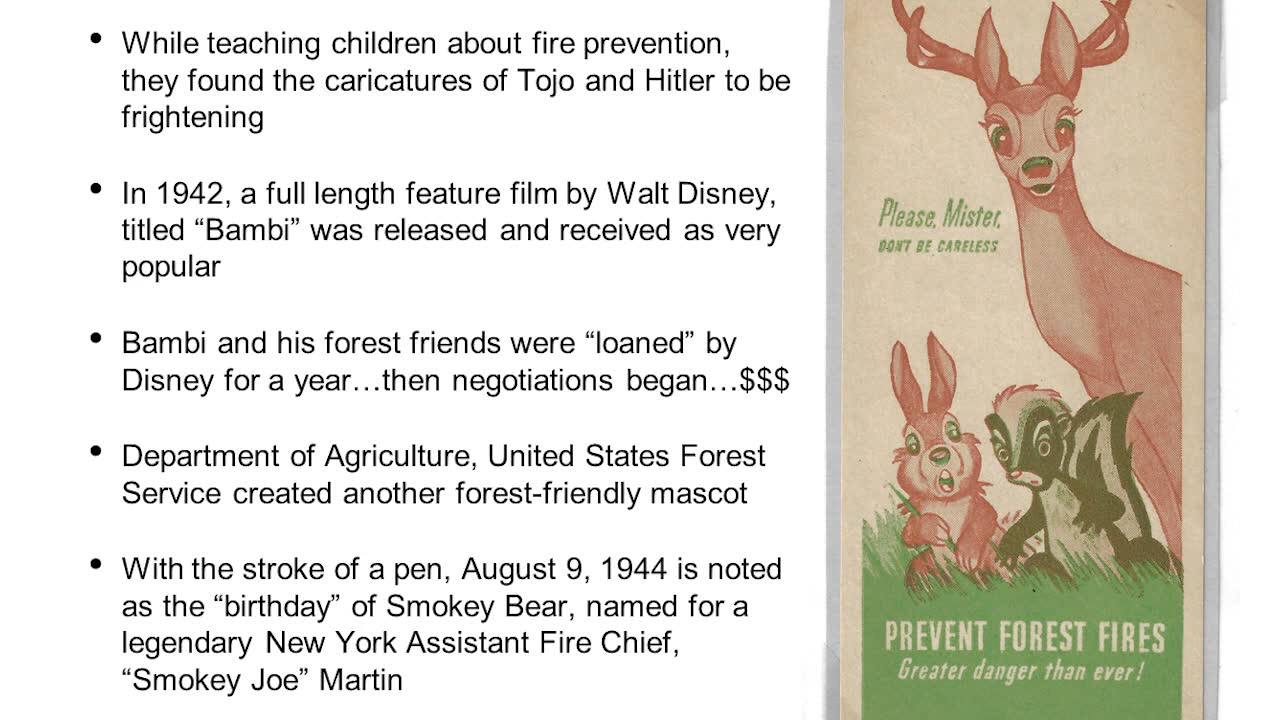 • While teaching children about fire prevention,
they found the caricatures of Tojo and Hitler to be
frightening
• In 1942, a full length feature film by Walt Disney,
titled “Bambi” was released and received as very
popular
• Bambi and his forest friends were “loaned” by
Disney for a year…then negotiations began…$$$
• Department of Agriculture, United States Forest
Service created another forest-friendly mascot
• With the stroke of a pen, August 9, 1944 is noted
as the “birthday” of Smokey Bear, named for a
legendary New York Assistant Fire Chief,
“Smokey Joe” Martin
Please, Mister,
DON'T BE CARELESS
PREVENT FOREST FIRES
Greater danger than ever!